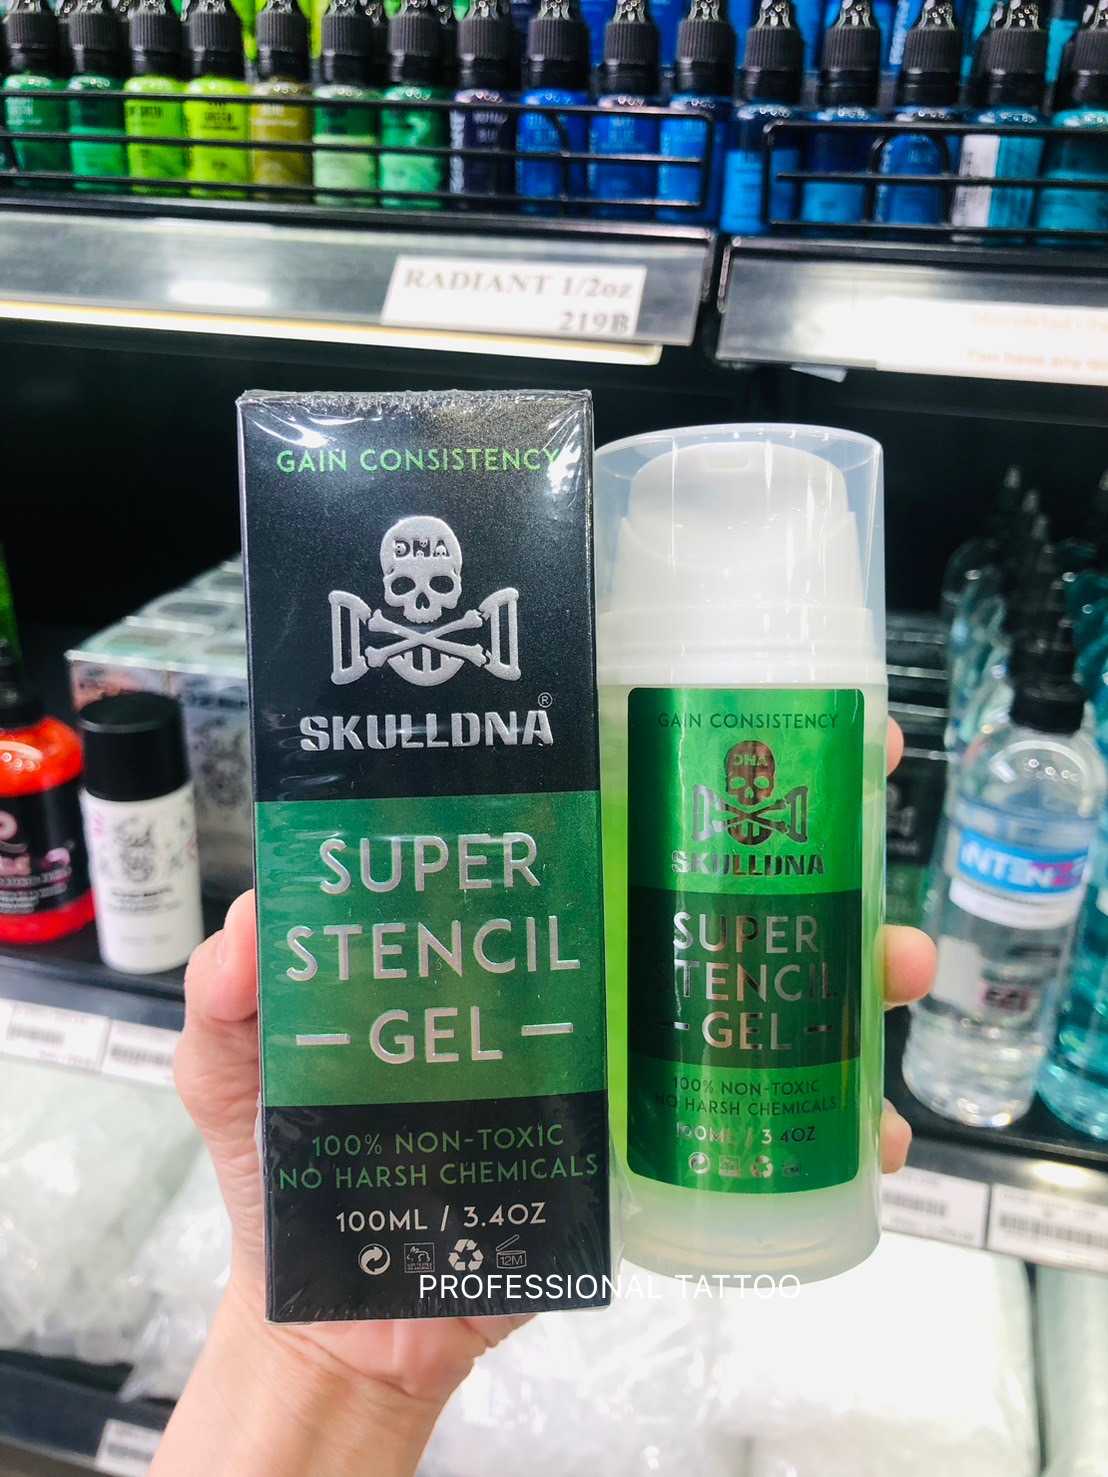 RADIANT 1/2oz
219B
GAIN CONSISTENCY
DNA
SKULLDNA®
SUPER
STENCIL
GEL
100% NON-TOXIC
NO HARSH CHEMICALS
100ML / 3.4OZ
12M
GAIN CONSISTENCY
DNA
SKULLDNA
SUPER
STENCIL
GEL
100% NON-TOXIC
NO HARSH CHEMICALS
100ML / 3.4OZ
INTENZE
PROFESSIONAL TATTOO